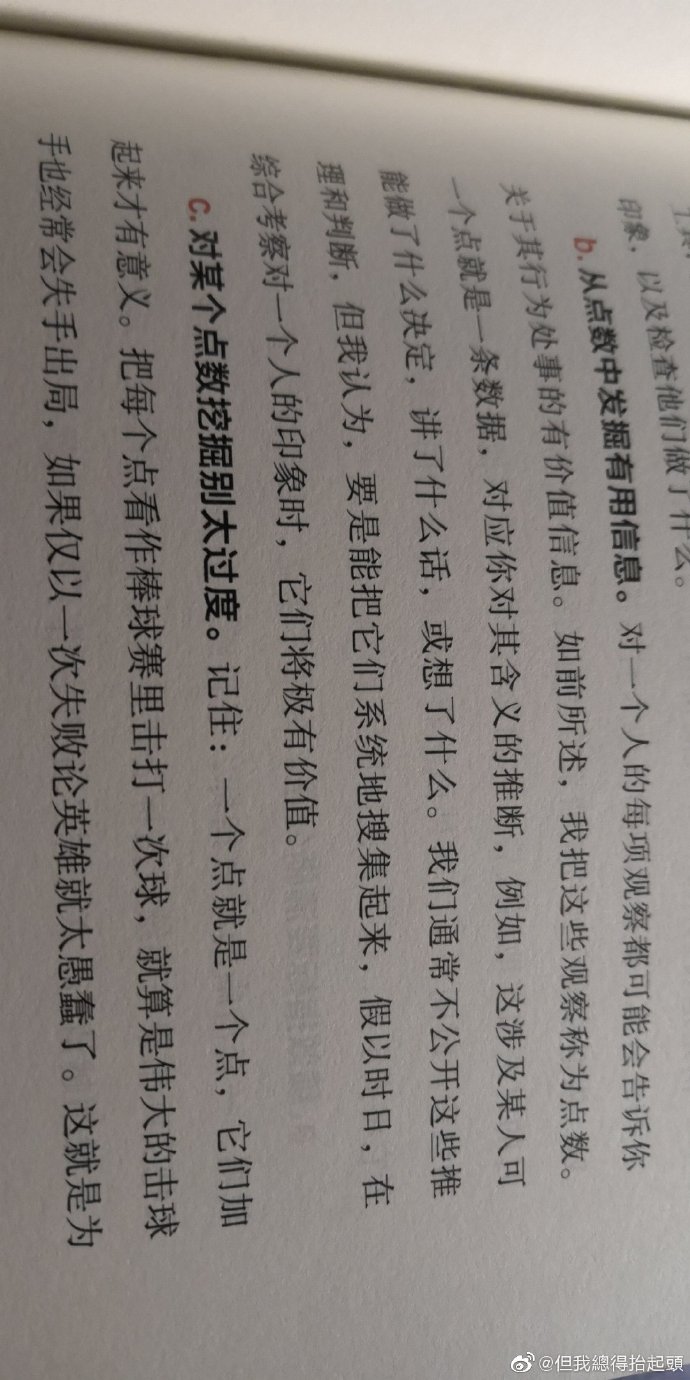 印象，以及检查他们做了什么。
b. 从点数中发掘有用信息。对一个人的每项观察都可能会告诉你
关于其行为处事的有价值信息。如前所述，我把这些观察称为点数。
一个点就是一条数据，对应你对其含义的推断，例如，这涉及某人可
能做了什么决定，讲了什么话，或想了什么。我们通常不公开这些推
理和判断，但我认为，要是能把它们系统地搜集起来，假以时日，在
综合考察对一个人的印象时，它们将极有价值。
c. 对某个点数挖掘别太过度。记住：一个点就是一个点，它们加
起来才有意义。把每个点看作棒球赛里击打一次球，就算是伟大的击球
手也经常会失手出局，如果仅以一次失败论英雄就太愚蠢了。这就是为
@但我總得抬起頭